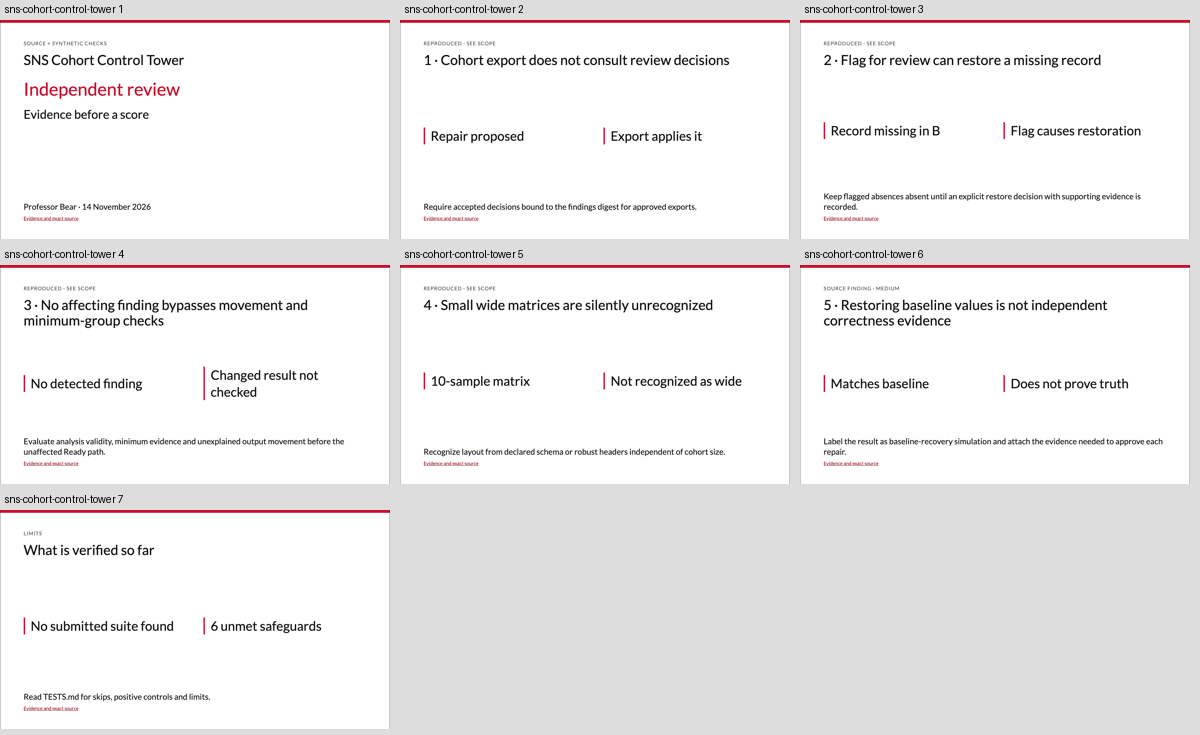 sns-cohort-control-tower 1
SOURCE + SYNTHETIC CHECKS
SNS Cohort Control Tower
Independent review
Evidence before a score
Professor Bear · 14 November 2026
Evidence and exact source
sns-cohort-control-tower 2
REPRODUCED - SEE SCOPE
1 · Cohort export does not consult review decisions
Repair proposed
Export applies it
Require accepted decisions bound to the findings digest for approved exports.
Evidence and exact source
sns-cohort-control-tower 3
REPRODUCED - SEE SCOPE
2 · Flag for review can restore a missing record
Record missing in B
Flag causes restoration
Keep flagged absences absent until an explicit restore decision with supporting evidence is
recorded.
Evidence and exact source
sns-cohort-control-tower 4
REPRODUCED - SEE SCOPE
3 · No affecting finding bypasses movement and
minimum-group checks
No detected finding
Changed result not
checked
Evaluate analysis validity, minimum evidence and unexplained output movement before the
unaffected Ready path.
Evidence and exact source
sns-cohort-control-tower 5
REPRODUCED - SEE SCOPE
4 · Small wide matrices are silently unrecognized
10-sample matrix
Not recognized as wide
Recognize layout from declared schema or robust headers independent of cohort size.
Evidence and exact source
sns-cohort-control-tower 6
SOURCE FINDING - MEDIUM
5 · Restoring baseline values is not independent
correctness evidence
Matches baseline
Does not prove truth
Label the result as baseline-recovery simulation and attach the evidence needed to approve each
repair.
Evidence and exact source
sns-cohort-control-tower 7
LIMITS
What is verified so far
No submitted suite found
6 unmet safeguards
Read TESTS.md for skips, positive controls and limits.
Evidence and exact source